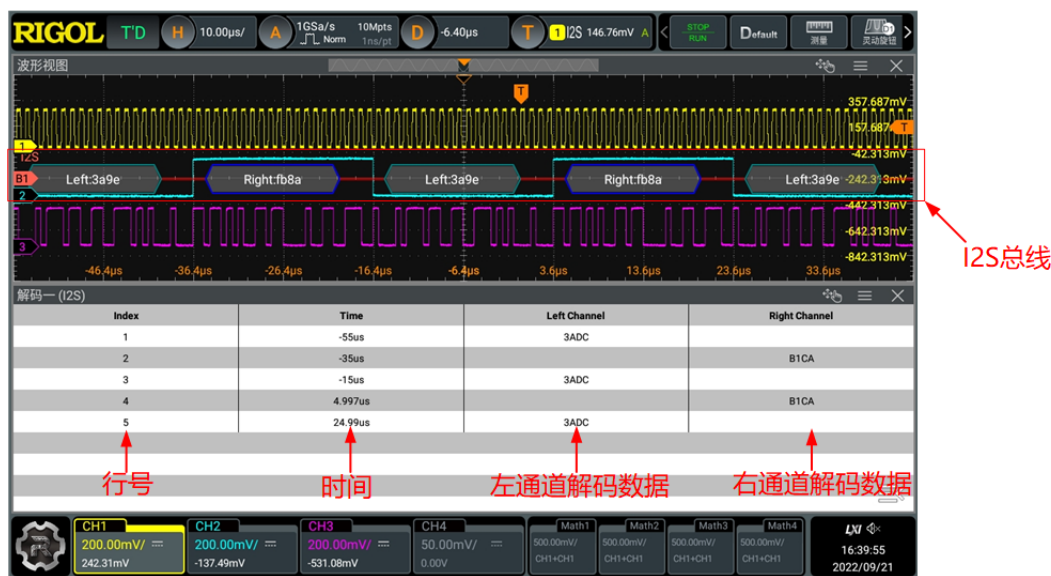 RIGOL T'D H 10.00μs/ A 1GSa/s Norm 10Mpts 1ns/pt D -6.40μs T 1 I2S 146.76mV A STOP RUN Default 测量 灵动旋钮
波形视图
T
357.687mV
157.687 T
1
-42.313mV
I2S
B1 Left:3a9e Right:fb8a Left:3a9e Right:fb8a Left:3a9e -242.313mV
2
-442.313mV
-642.313mV
3
-842.313mV
I2S总线
-46.4μs -36.4μs -26.4μs -16.4μs -6.4μs 3.6μs 13.6μs 23.6μs 33.6μs
解码一 (I2S)
Index Time Left Channel Right Channel
1 -55us 3ADC
2 -35us B1CA
3 -15us 3ADC
4 4.997us B1CA
5 24.99us 3ADC
行号 时间 左通道解码数据 右通道解码数据
CH1 CH2 CH3 CH4 Math1 Math2 Math3 Math4 LXI
200.00mV/ 200.00mV/ 200.00mV/ 50.00mV/ 500.00mV/ 500.00mV/ 500.00mV/ 500.00mV/
242.31mV -137.49mV -531.08mV 0.00V CH1+CH1 CH1+CH1 CH1+CH1 CH1+CH1
16:39:55
2022/09/21